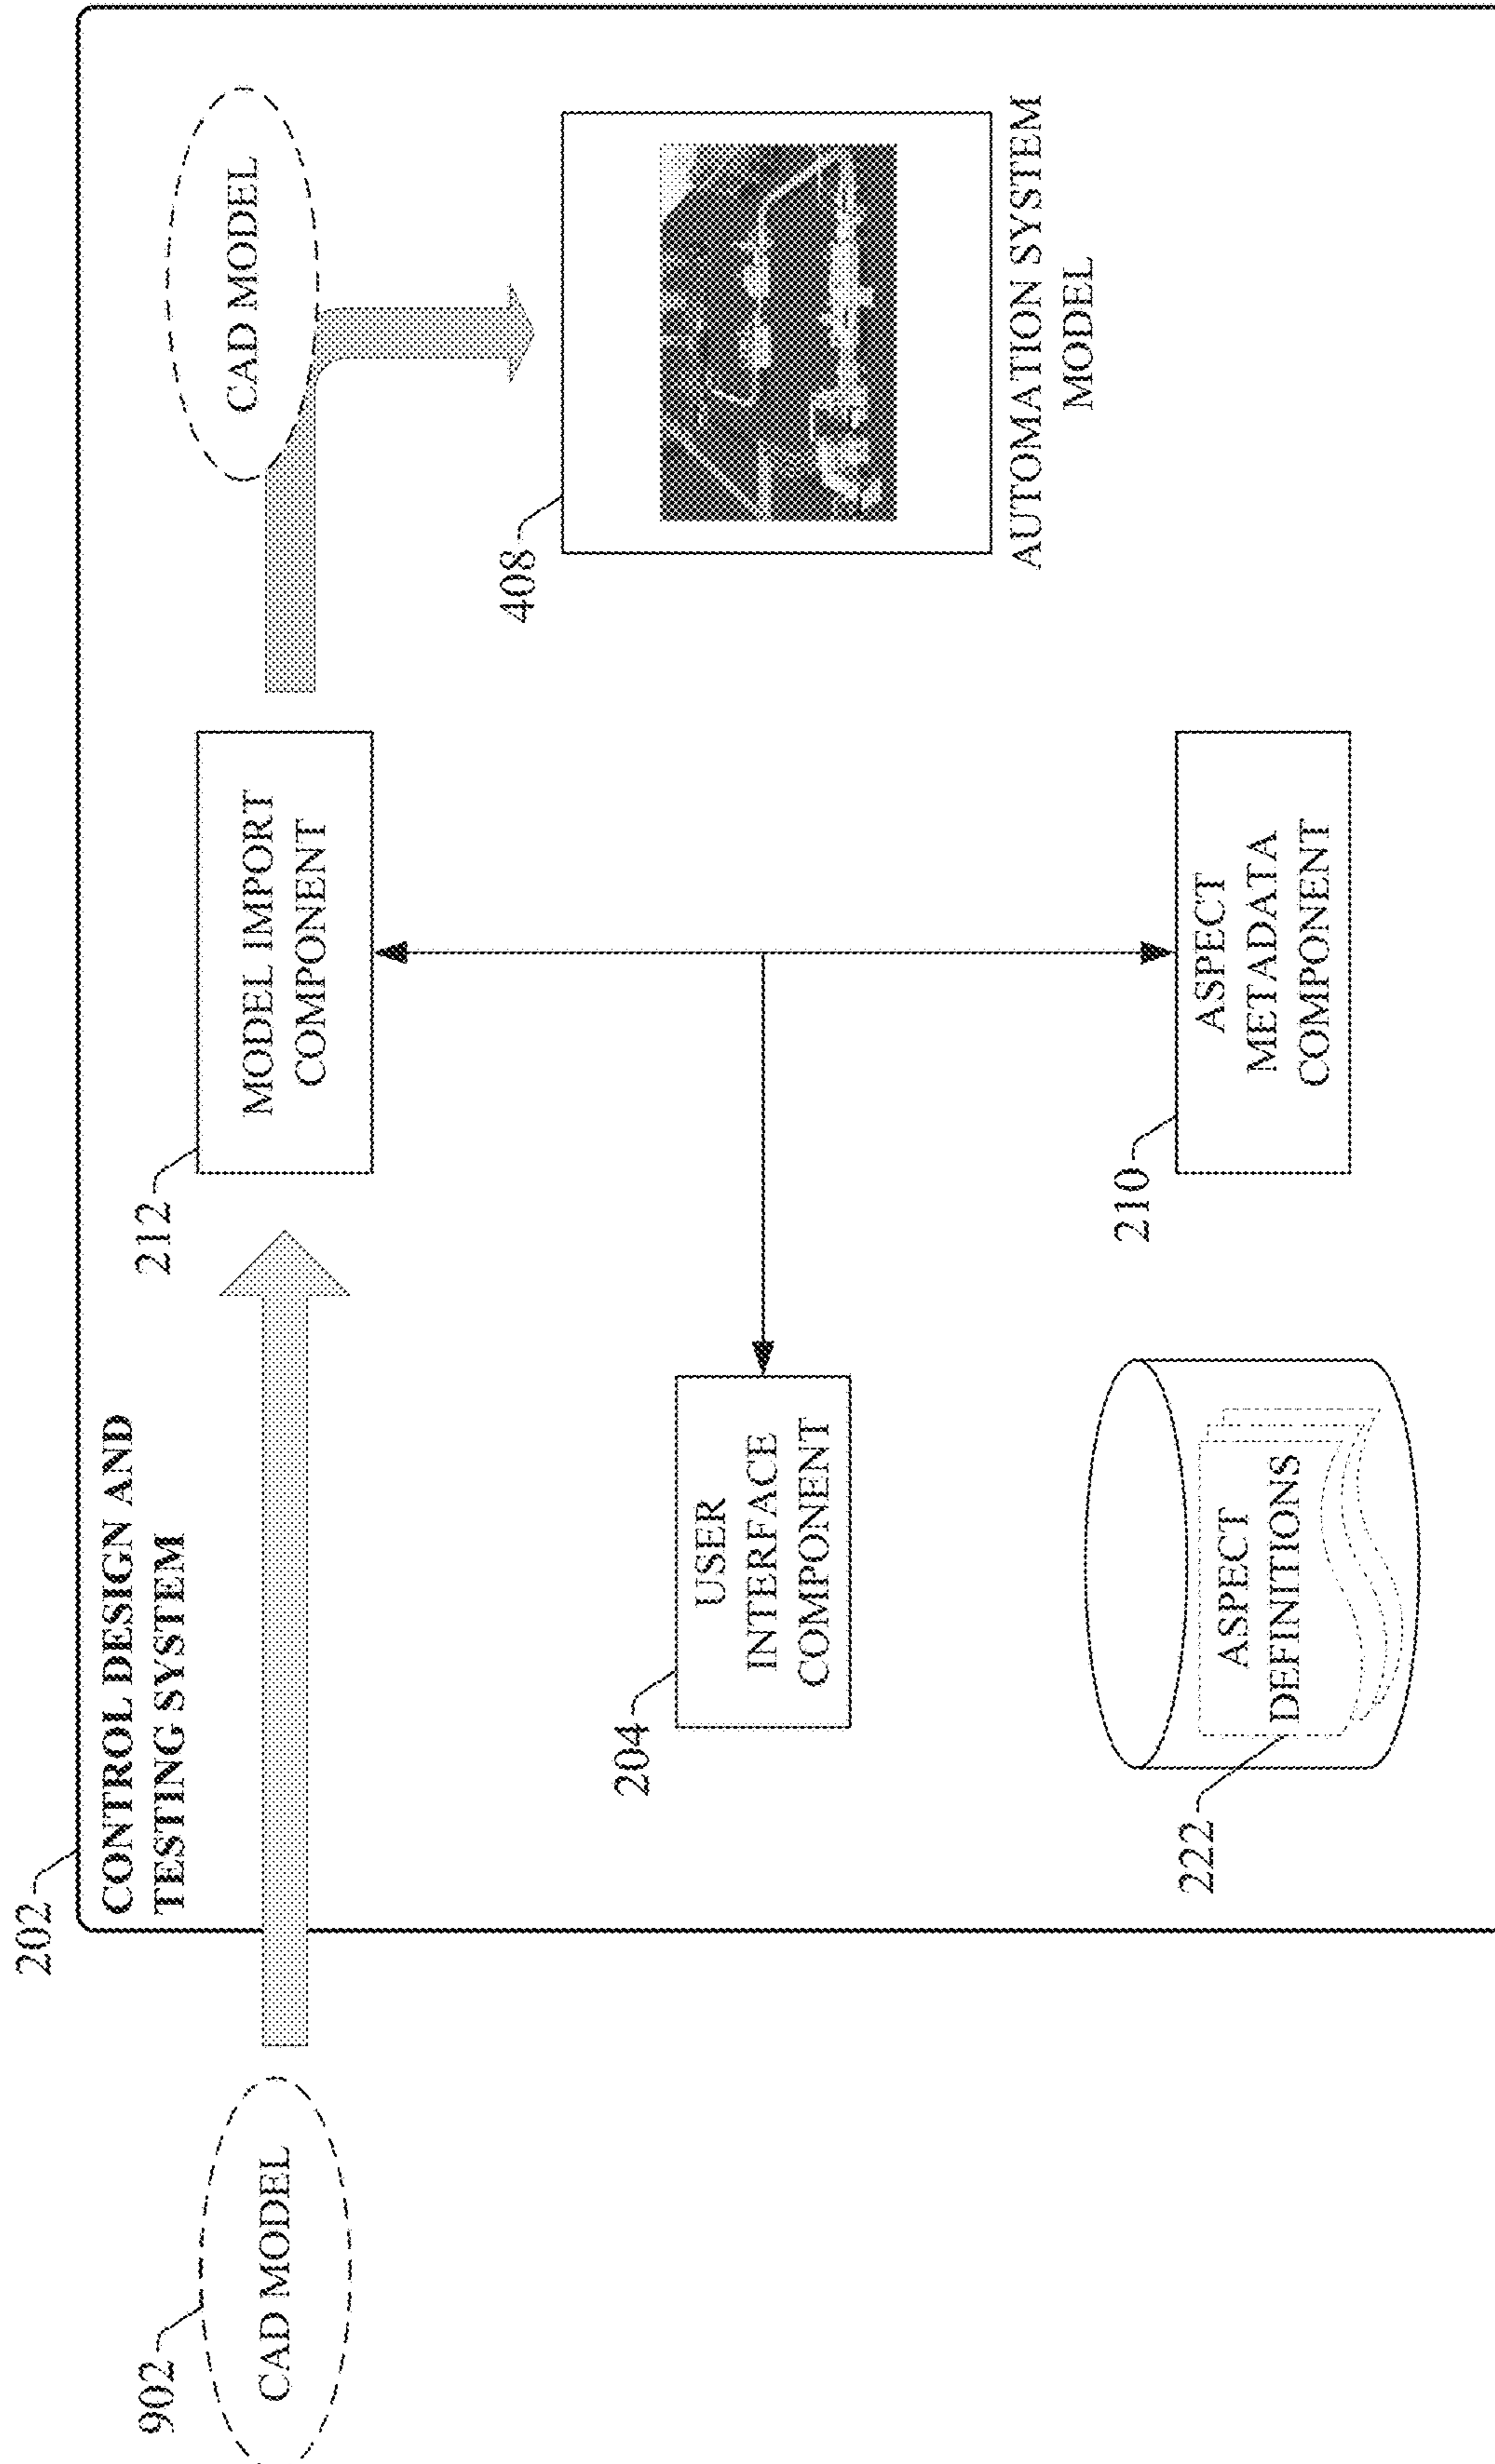 202
CONTROL DESIGN AND
TESTING SYSTEM
902
CAD MODEL
212
MODEL IMPORT
COMPONENT
CAD MODEL
204
USER
INTERFACE
COMPONENT
408
AUTOMATION SYSTEM
MODEL
222
ASPECT
DEFINITIONS
210
ASPECT
METADATA
COMPONENT